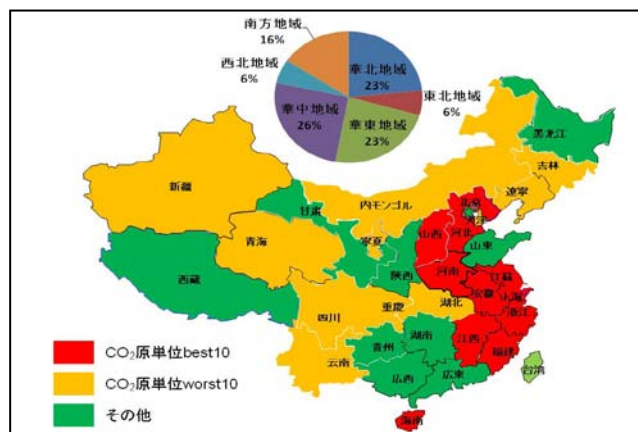 南方地域
16%
西北地域
6%
華北地域
23%
東北地域
6%
華中地域
26%
華東地域
23%
黒龙江
吉林
遼寧
内モンゴル
新疆
甘粛
青海
寧夏
山西
河北
山東
西蔵
陝西
河南
江蘇
安徽
上海
浙江
四川
重慶
湖北
湖南
江西
福建
貴州
云南
広西
広東
台湾
海南
CO₂原単位best10
CO₂原単位worst10
その他